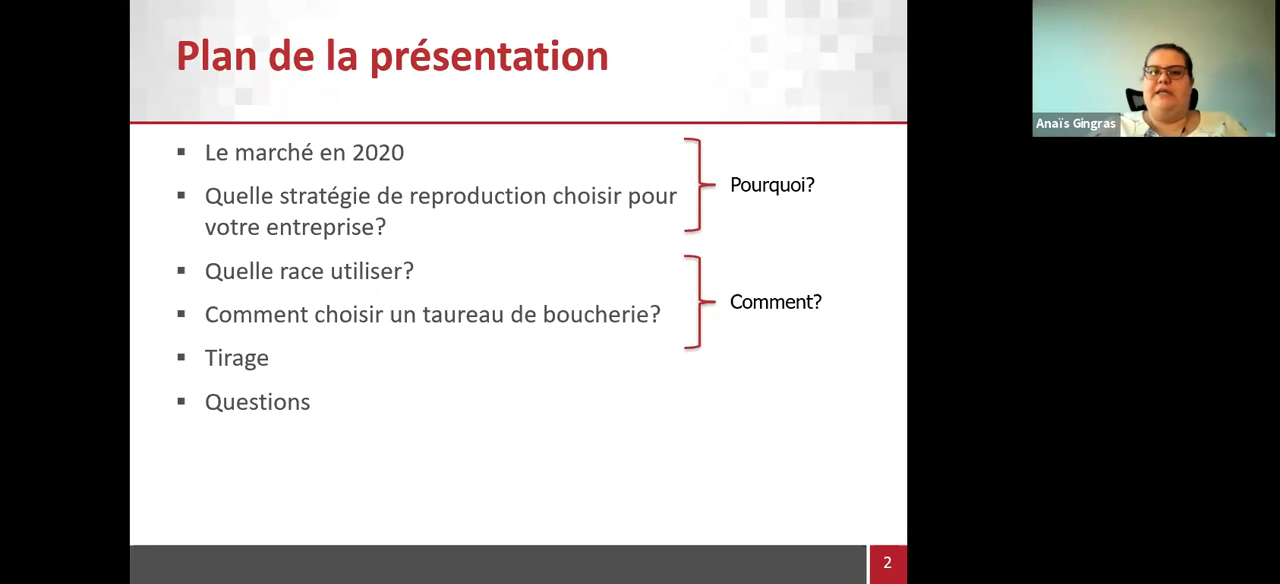 Plan de la présentation
Le marché en 2020
Quelle stratégie de reproduction choisir pour
votre entreprise?
Pourquoi?
Quelle race utiliser?
Comment choisir un taureau de boucherie?
Comment?
Tirage
Questions
2
Anaïs Gingras